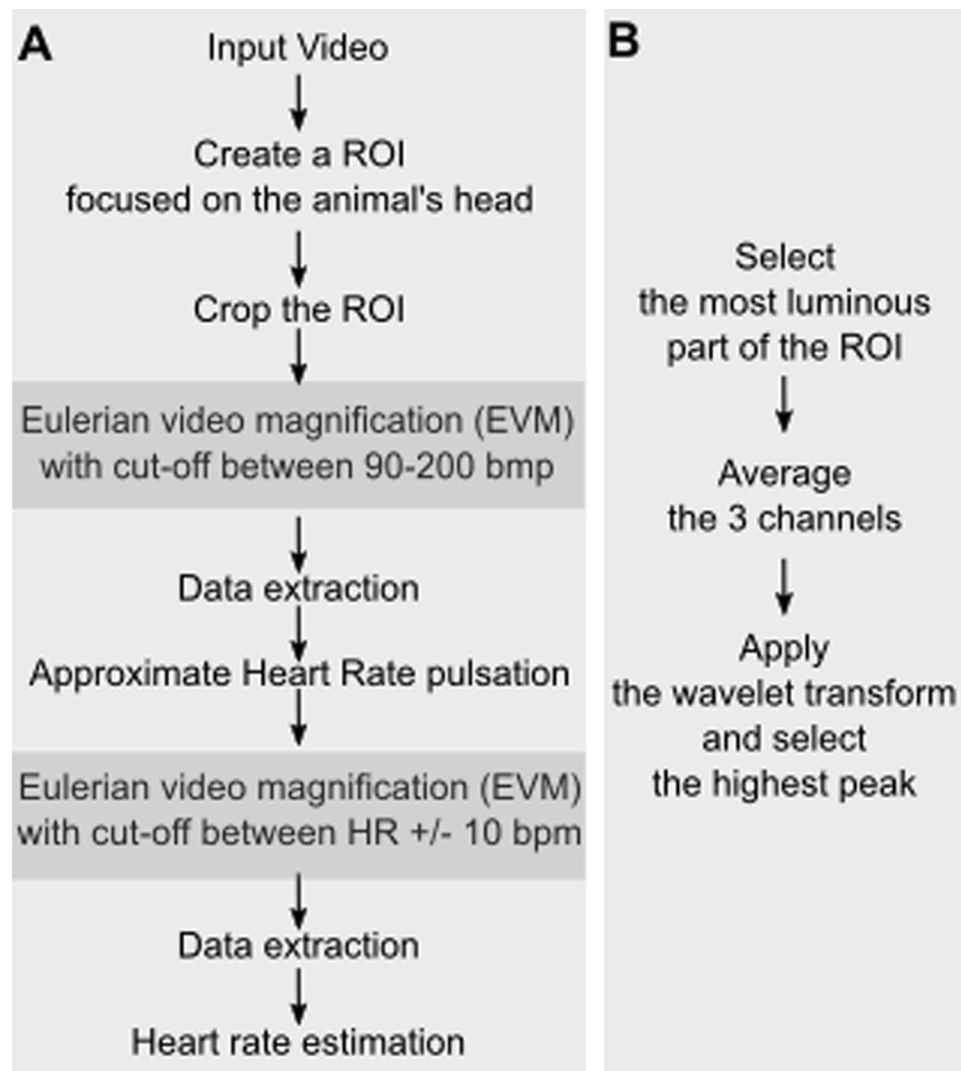 A
Input Video
Create a ROI
focused on the animal's head
Crop the ROI
Eulerian video magnification (EVM)
with cut-off between 90-200 bmp
Data extraction
Approximate Heart Rate pulsation
Eulerian video magnification (EVM)
with cut-off between HR +/- 10 bpm
Data extraction
Heart rate estimation
B
Select
the most luminous
part of the ROI
Average
the 3 channels
Apply
the wavelet transform
and select
the highest peak